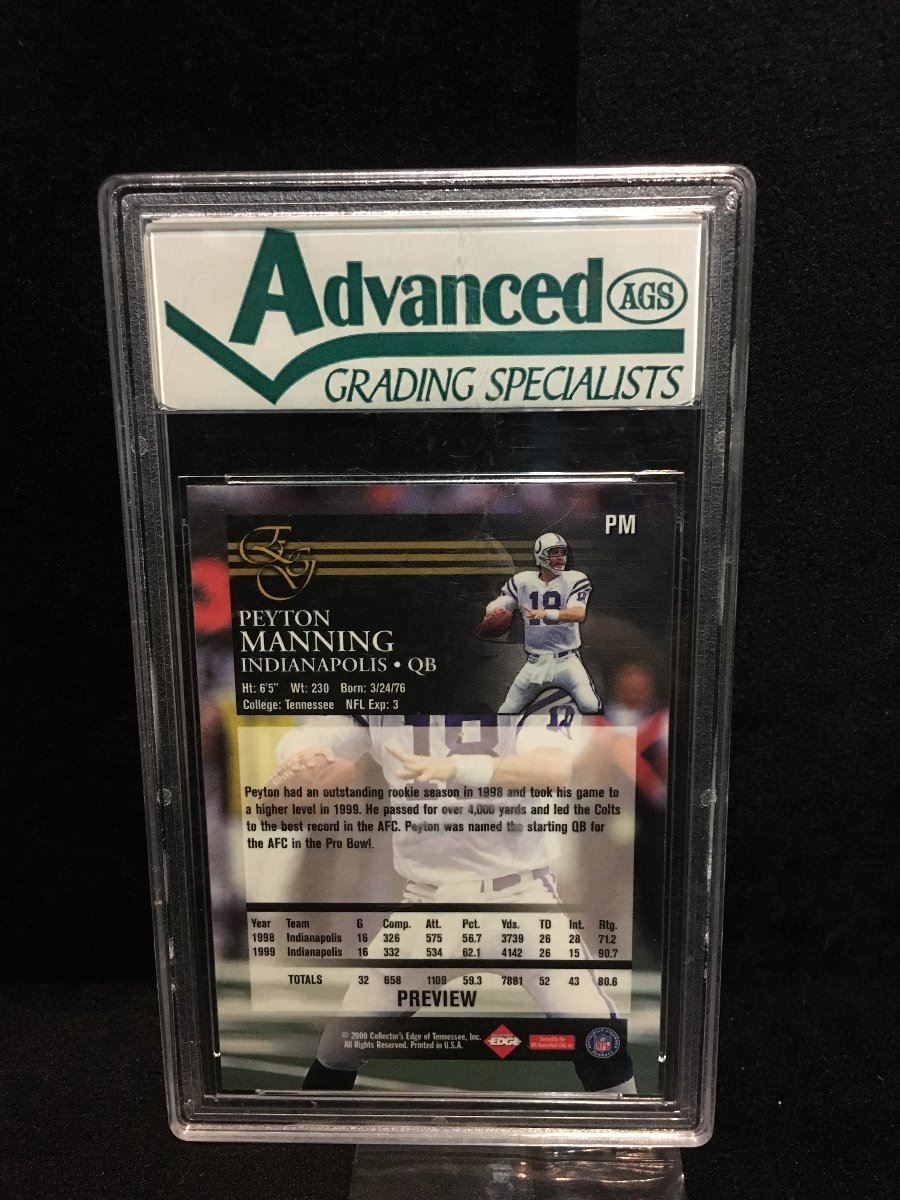 Advanced AGS
GRADING SPECIALISTS
PM
EG
PEYTON
MANNING
INDIANAPOLIS • QB
18
18
Ht: 6'5" Wt: 230 Born: 3/24/76
College: Tennessee NFL Exp: 3
18
18
Peyton had an outstanding rookie season in 1998 and took his game to
a higher level in 1999. He passed for over 4,000 yards and led the Colts
to the best record in the AFC. Peyton was named the starting QB for
the AFC in the Pro Bowl.
Year Team G Comp. Att. Pct. Yds. TD Int. Rtg.
1998 Indianapolis 16 326 575 56.7 3739 26 28 71.2
1999 Indianapolis 16 332 534 62.1 4142 26 15 90.7
TOTALS 32 658 1109 59.3 7881 52 43 80.6
PREVIEW
© 2000 Collector's Edge of Tennessee, Inc.
All Rights Reserved. Printed in U.S.A.
EDGE
NFL